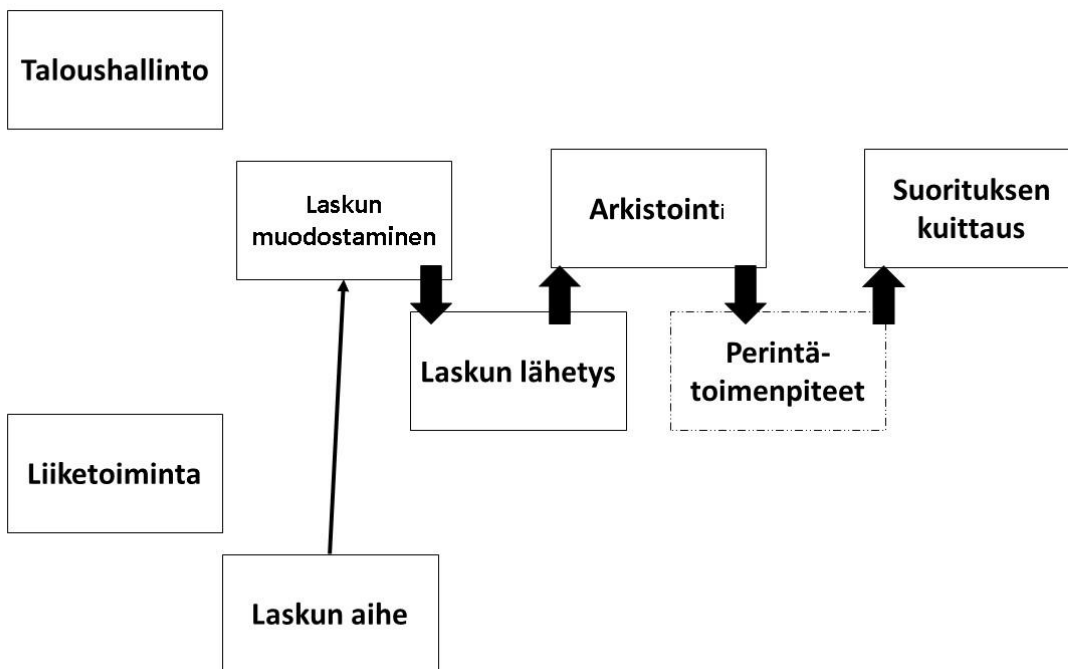 Taloushallinto
Laskun
muodostaminen
Arkistointi
Suorituksen
kuittaus
Laskun lähetys
Perintä-
toimenpiteet
Liiketoiminta
Laskun aihe